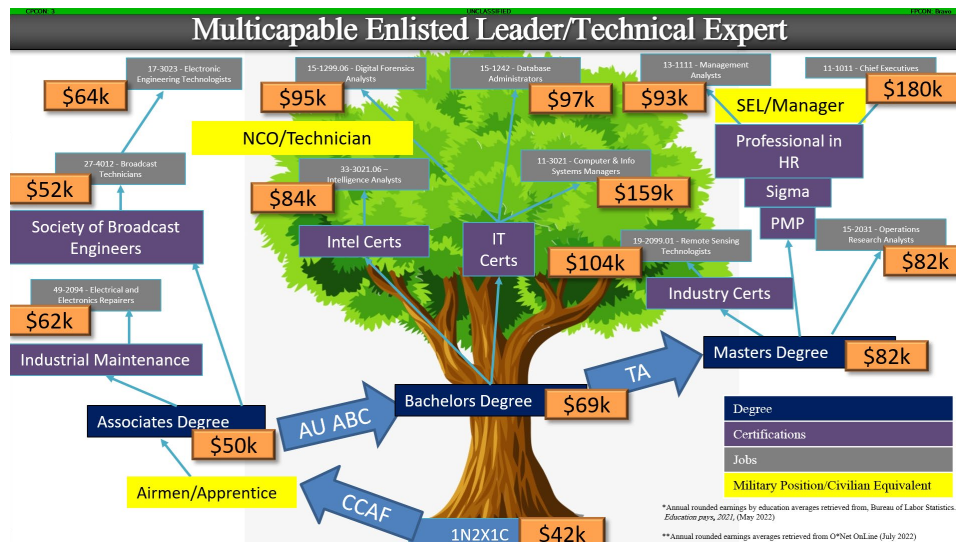 CPCON: 3
UNCLASSIFIED
FPCON: Bravo
Multicapable Enlisted Leader/Technical Expert
17-3023 - Electronic
Engineering Technologists
$64k
15-1299.06 - Digital Forensics
Analysts
$95k
15-1242 - Database
Administrators
$97k
13-1111 - Management
Analysts
$93k
11-1011 - Chief Executives
$180k
SEL/Manager
NCO/Technician
Professional in
HR
27-4012 - Broadcast
Technicians
$52k
33-3021.06 –
Intelligence Analysts
$84k
11-3021 - Computer & Info
Systems Managers
$159k
Sigma
PMP
Society of Broadcast
Engineers
Intel Certs
IT
Certs
19-2099.01 - Remote Sensing
Technologists
$104k
15-2031 - Operations
Research Analysts
$82k
49-2094 - Electrical and
Electronics Repairers
$62k
Industry Certs
Industrial Maintenance
Masters Degree
$82k
TA
Bachelors Degree
$69k
Associates Degree
$50k
AU ABC
Degree
Certifications
Jobs
Military Position/Civilian Equivalent
Airmen/Apprentice
CCAF
1N2X1C
$42k
*Annual rounded earnings by education averages retrieved from, Bureau of Labor Statistics.
Education pays, 2021, (May 2022)
**Annual rounded earnings averages retrieved from O*Net OnLine (July 2022)